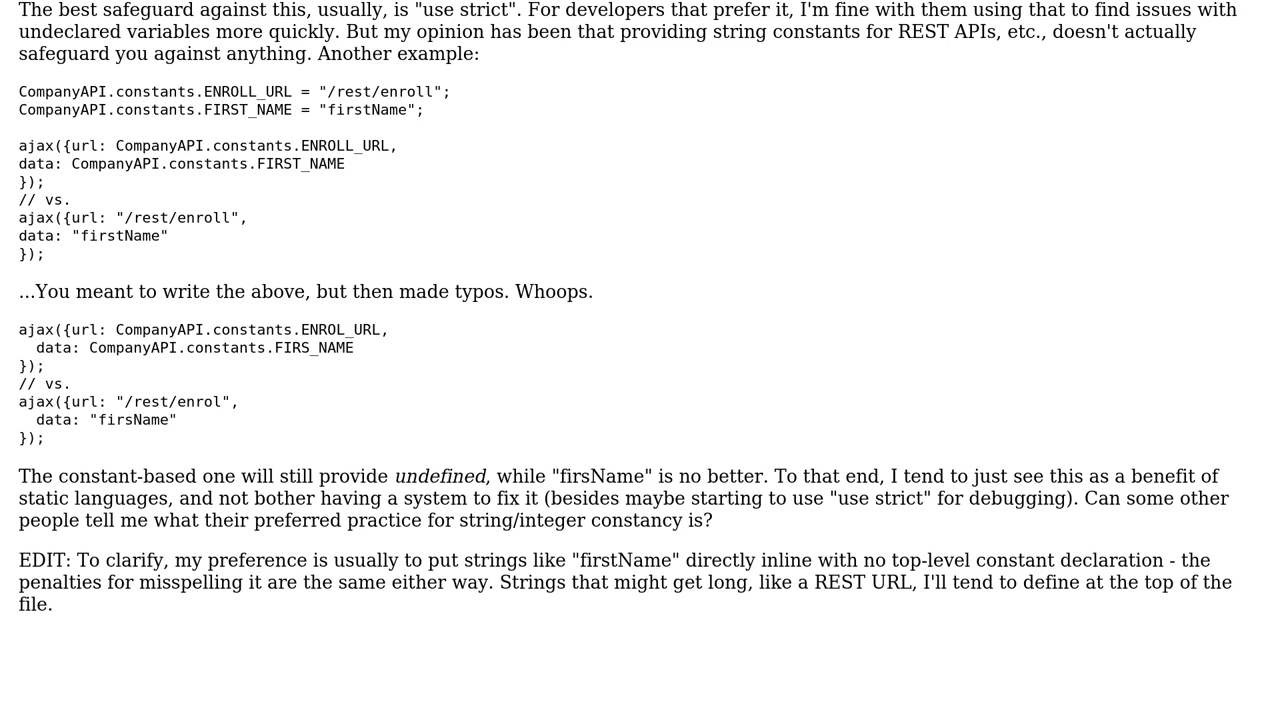 The best safeguard against this, usually, is "use strict". For developers that prefer it, I'm fine with them using that to find issues with
undeclared variables more quickly. But my opinion has been that providing string constants for REST APIs, etc., doesn't actually
safeguard you against anything. Another example:
CompanyAPI.constants.ENROLL_URL = "/rest/enroll";
CompanyAPI.constants.FIRST_NAME = "firstName";
ajax({url: CompanyAPI.constants.ENROLL_URL,
data: CompanyAPI.constants.FIRST_NAME
});
// vs.
ajax({url: "/rest/enroll",
data: "firstName"
});
...You meant to write the above, but then made typos. Whoops.
ajax({url: CompanyAPI.constants.ENROL_URL,
  data: CompanyAPI.constants.FIRS_NAME
});
// vs.
ajax({url: "/rest/enrol",
  data: "firsName"
});
The constant-based one will still provide undefined, while "firsName" is no better. To that end, I tend to just see this as a benefit of
static languages, and not bother having a system to fix it (besides maybe starting to use "use strict" for debugging). Can some other
people tell me what their preferred practice for string/integer constancy is?
EDIT: To clarify, my preference is usually to put strings like "firstName" directly inline with no top-level constant declaration - the
penalties for misspelling it are the same either way. Strings that might get long, like a REST URL, I'll tend to define at the top of the
file.